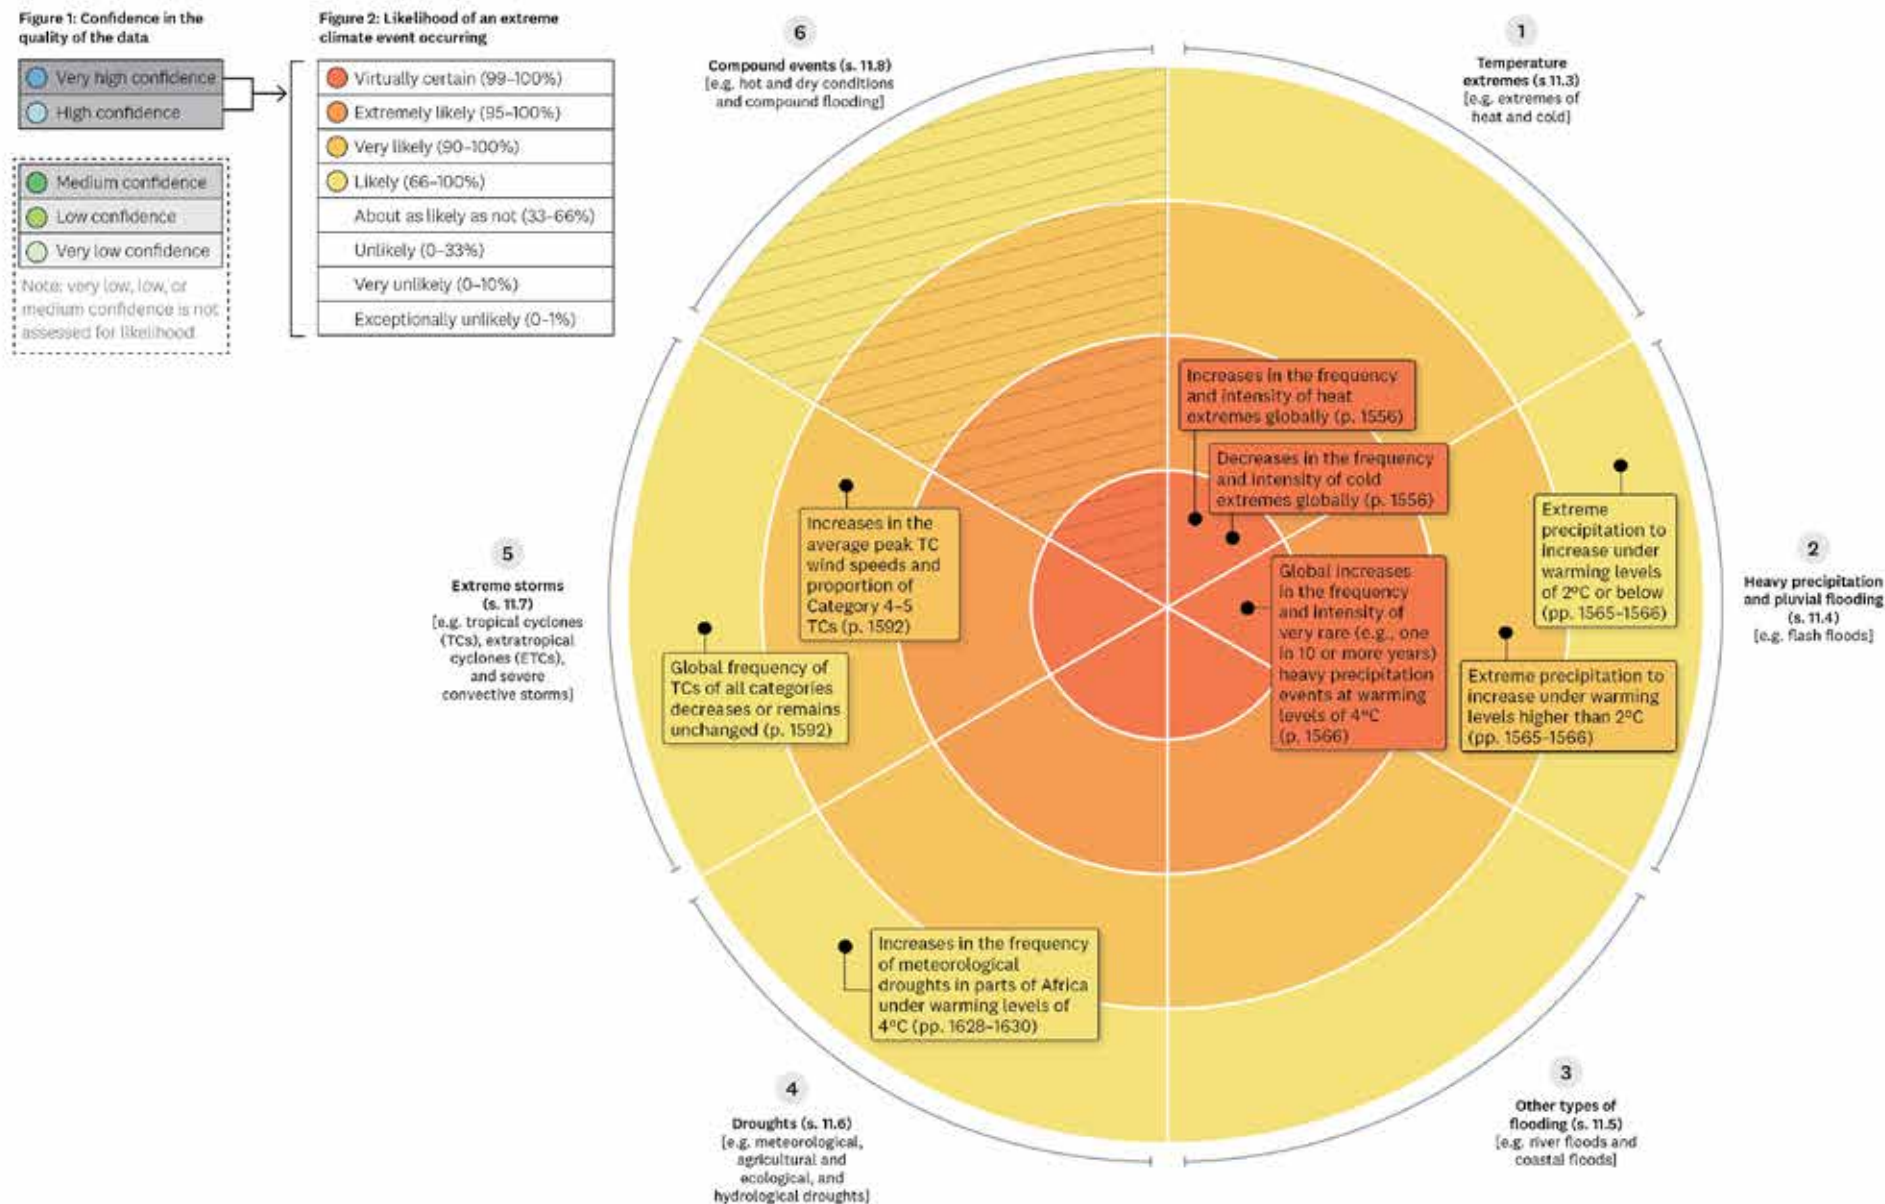 Figure 1: Confidence in the
quality of the data
Very high confidence
High confidence
Medium confidence
Low confidence
Very low confidence
Note: very low, low, or
medium confidence is not
assessed for likelihood.
Figure 2: Likelihood of an extreme
climate event occurring
Virtually certain (99–100%)
Extremely likely (95–100%)
Very likely (90–100%)
Likely (66–100%)
About as likely as not (33–66%)
Unlikely (0–33%)
Very unlikely (0–10%)
Exceptionally unlikely (0–1%)
6
Compound events (s. 11.8)
[e.g. hot and dry conditions
and compound flooding]
1
Temperature
extremes (s 11.3)
[e.g. extremes of
heat and cold]
Increases in the frequency
and intensity of heat
extremes globally (p. 1556)
Decreases in the frequency
and intensity of cold
extremes globally (p. 1556)
Global increases
in the frequency
and intensity of
very rare (e.g., one
in 10 or more years)
heavy precipitation
events at warming
levels of 4°C
(p. 1566)
Extreme
precipitation to
increase under
warming levels
of 2°C or below
(pp. 1565–1566)
Extreme precipitation to
increase under warming
levels higher than 2°C
(pp. 1565–1566)
2
Heavy precipitation
and pluvial flooding
(s. 11.4)
[e.g. flash floods]
5
Extreme storms
(s. 11.7)
[e.g. tropical cyclones
(TCs), extratropical
cyclones (ETCs),
and severe
convective storms]
Increases in the
average peak TC
wind speeds and
proportion of
Category 4–5
TCs (p. 1592)
Global frequency of
TCs of all categories
decreases or remains
unchanged (p. 1592)
Increases in the frequency
of meteorological
droughts in parts of Africa
under warming levels of
4°C (pp. 1628–1630)
4
Droughts (s. 11.6)
[e.g. meteorological,
agricultural and
ecological, and
hydrological droughts]
3
Other types of
flooding (s. 11.5)
[e.g. river floods and
coastal floods]